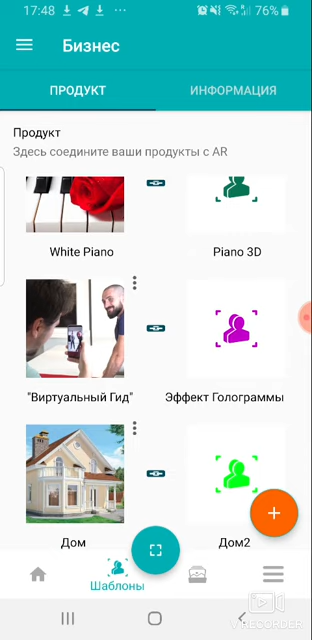 17:48
76%
Бизнес
ПРОДУКТ
ИНФОРМАЦИЯ
Продукт
Здесь соедините ваши продукты с AR
White Piano
Piano 3D
"Виртуальный Гид"
Эффект Голограммы
Дом
Дом2
Шаблоны
V RECORDER